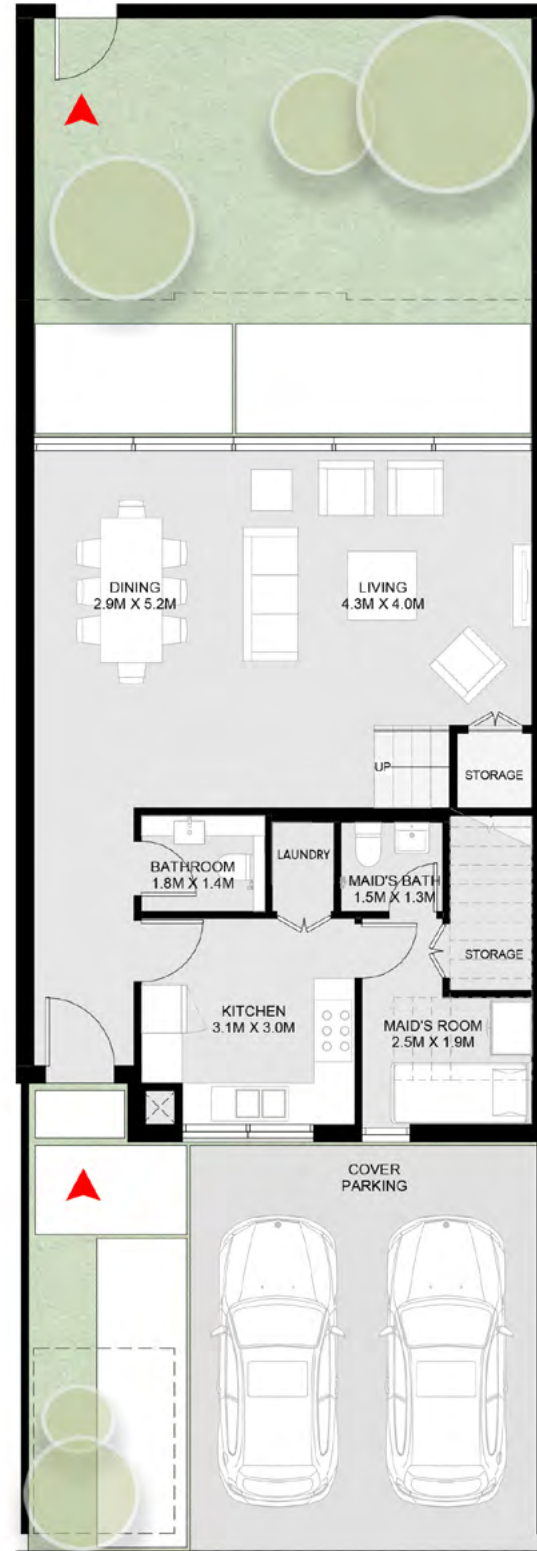 DINING
2.9M X 5.2M
LIVING
4.3M X 4.0M
UP
STORAGE
BATHROOM
1.8M X 1.4M
LAUNDRY
MAID'S BATH
1.5M X 1.3M
STORAGE
KITCHEN
3.1M X 3.0M
MAID'S ROOM
2.5M X 1.9M
COVER
PARKING